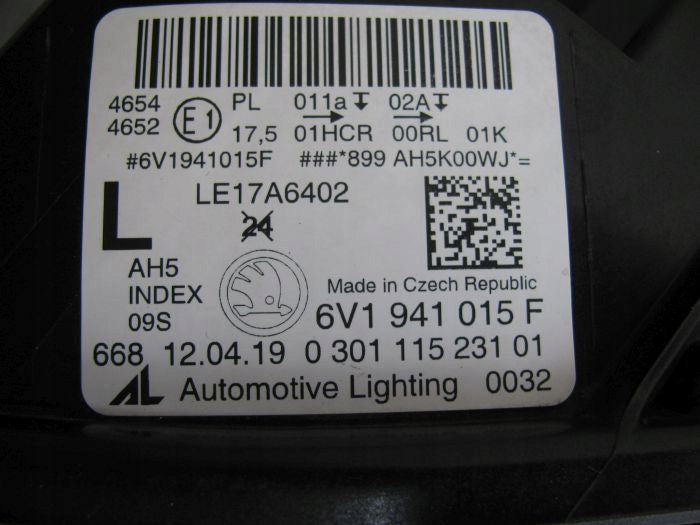 4654 E1 PL 011a 02A
4652 17,5 01HCR 00RL 01K
#6V1941015F ###*899 AH5K00WJ*=
LE17A6402
L 24
AH5
INDEX Made in Czech Republic
09S 6V1 941 015 F
668 12.04.19 0 301 115 231 01
AL Automotive Lighting 0032